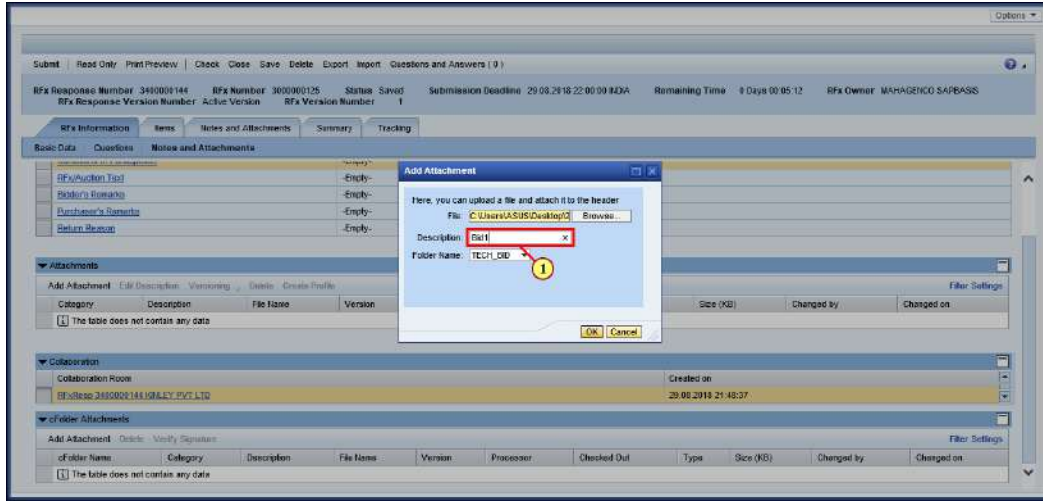 Options
Submit | Read Only Print Preview | Check Close Save Delete Export Import Questions and Answers ( 0 )
RFx Response Number 3400000144 RFx Number 3000000125 Status Saved Submission Deadline 29.08.2018 22:00:00 INDIA Remaining Time 0 Days 00:05:12 RFx Owner MAHAGENCO SAPBASIS
RFx Response Version Number Active Version RFx Version Number 1
RFx Information Items Notes and Attachments Summary Tracking
Basic Data Questions Notes and Attachments
-Empty-
RFx/Auction Text -Empty-
Bidder's Remarks -Empty-
Purchaser's Remarks -Empty-
Return Reason -Empty-
Add Attachment
Here, you can upload a file and attach it to the header
File: C:\Users\ASUS\Desktop\2 Browse...
Description: Bid1
Folder Name: TECH_BID
1
OK Cancel
Attachments
Add Attachment Edit Description Versioning Delete Create Profile Filter Settings
Category Description File Name Version Size (KB) Changed by Changed on
The table does not contain any data
Collaboration
Collaboration Room Created on
RFxResp 3400000144 KINLEY PVT LTD 29.08.2018 21:48:37
cFolder Attachments
Add Attachment Delete Verify Signature Filter Settings
cFolder Name Category Description File Name Version Processor Checked Out Type Size (KB) Changed by Changed on
The table does not contain any data